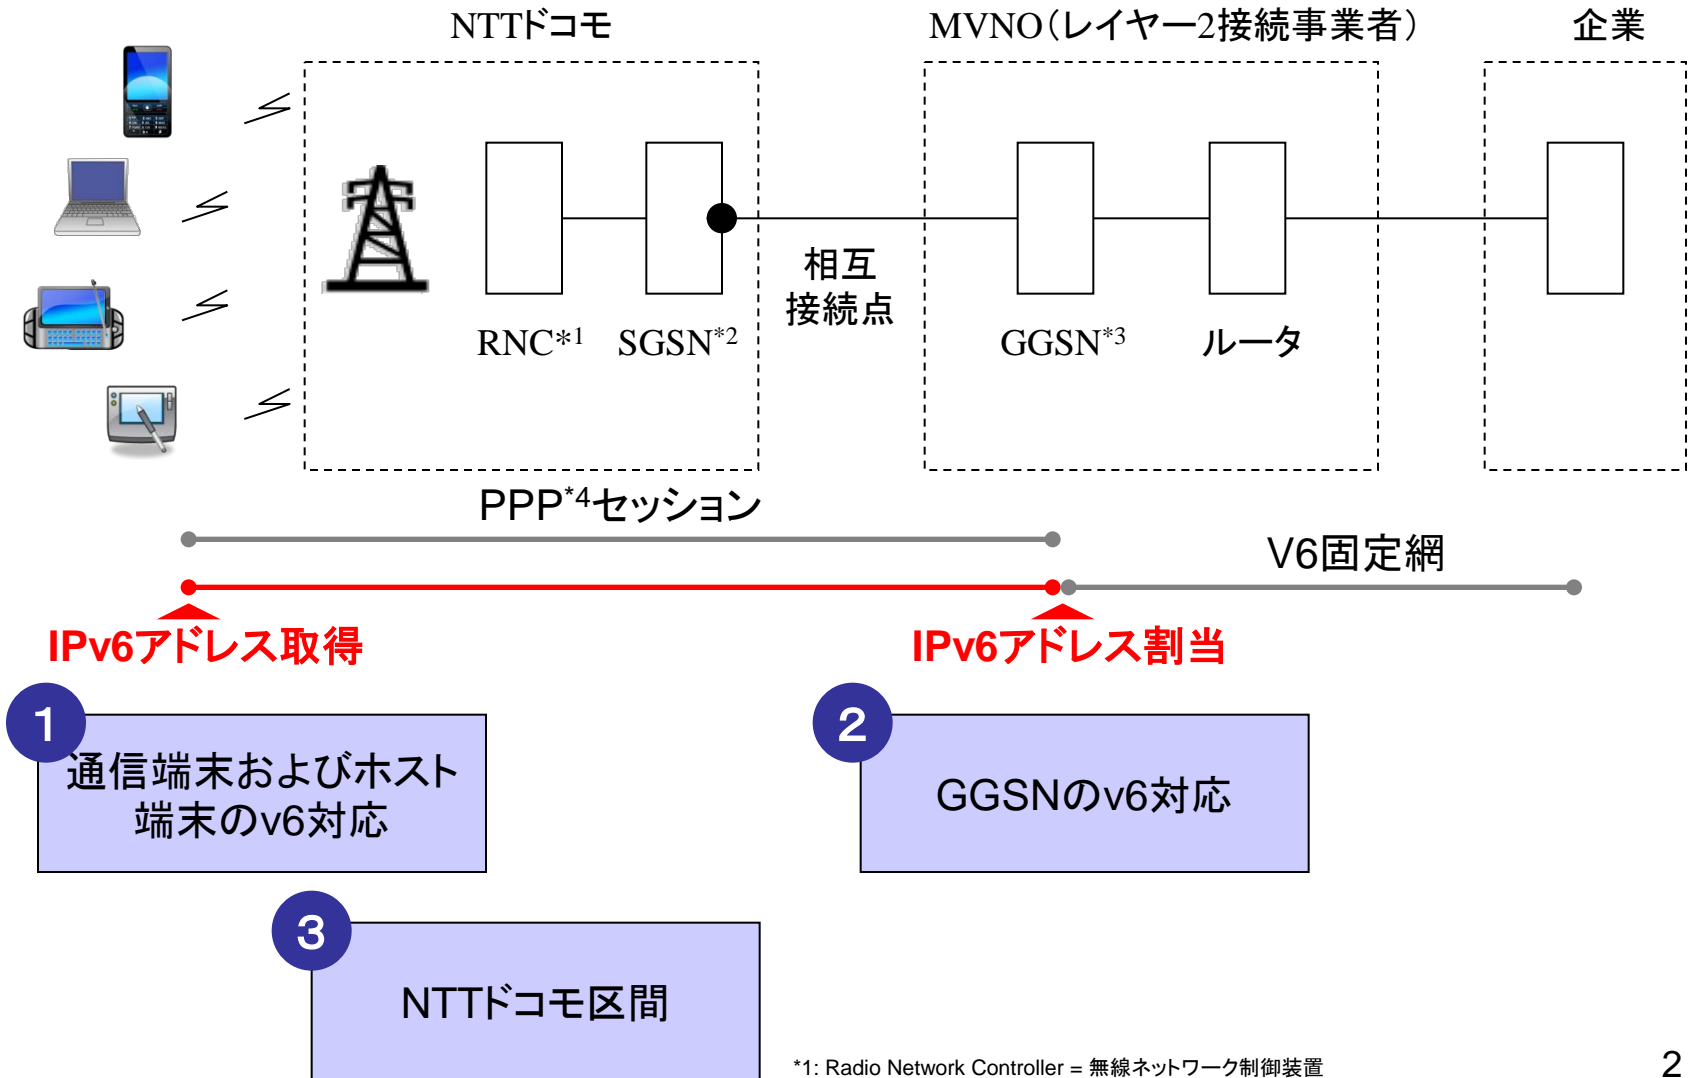 NTTドコモ
MVNO（レイヤー2接続事業者）
企業
相互
接続点
RNC*1
SGSN*2
GGSN*3
ルータ
PPP*4セッション
V6固定網
IPv6アドレス取得
IPv6アドレス割当
1
通信端末およびホスト
端末のv6対応
2
GGSNのv6対応
3
NTTドコモ区間
*1: Radio Network Controller = 無線ネットワーク制御装置
2